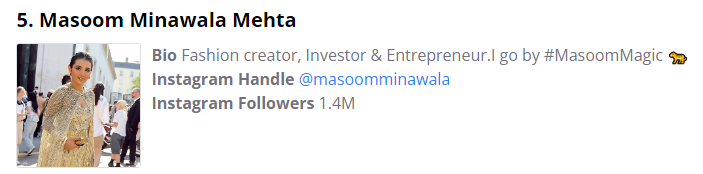 5. Masoom Minawala Mehta
Bio Fashion creator, Investor & Entrepreneur.I go by #MasoomMagic 🐆
Instagram Handle @masoomminawala
Instagram Followers 1.4M